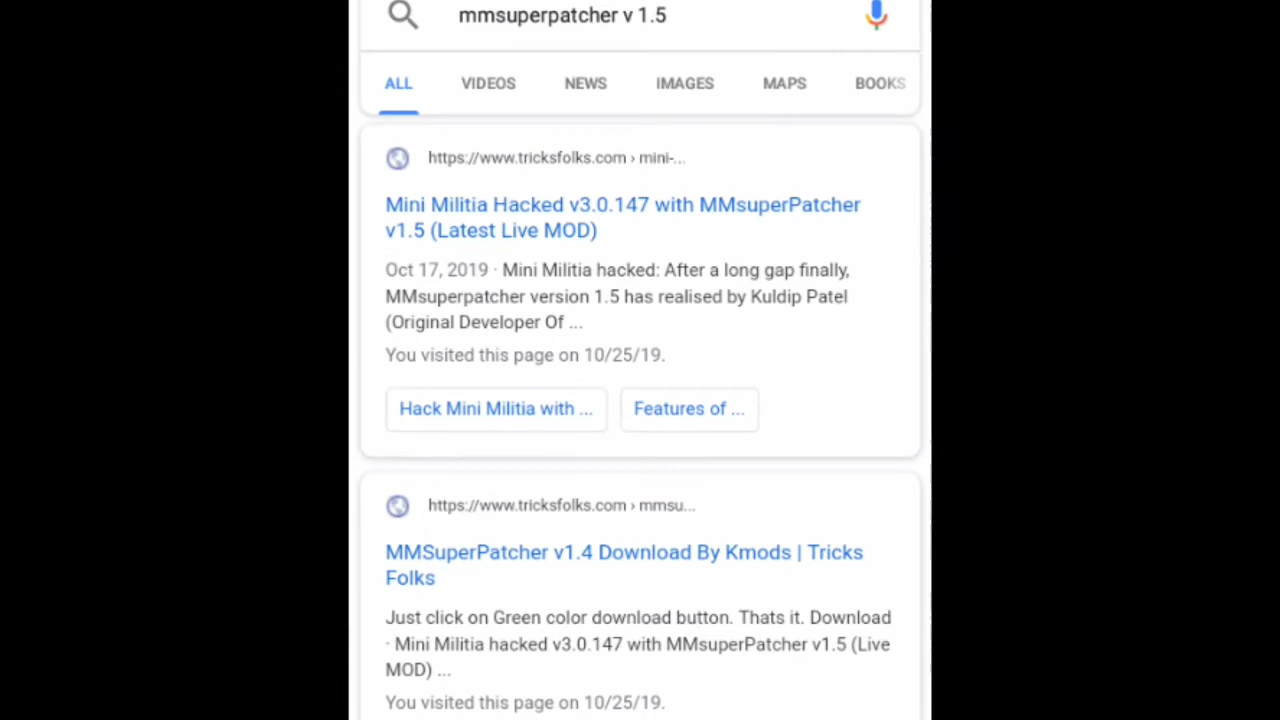 mmsuperpatcher v 1.5
ALL VIDEOS NEWS IMAGES MAPS BOOKS
https://www.tricksfolks.com › mini-...
Mini Militia Hacked v3.0.147 with MMsuperPatcher
v1.5 (Latest Live MOD)
Oct 17, 2019 · Mini Militia hacked: After a long gap finally,
MMsuperpatcher version 1.5 has realised by Kuldip Patel
(Original Developer Of ...
You visited this page on 10/25/19.
Hack Mini Militia with ... Features of ...
https://www.tricksfolks.com › mmsu...
MMSuperPatcher v1.4 Download By Kmods | Tricks
Folks
Just click on Green color download button. Thats it. Download
· Mini Militia hacked v3.0.147 with MMsuperPatcher v1.5 (Live
MOD) ...
You visited this page on 10/25/19.